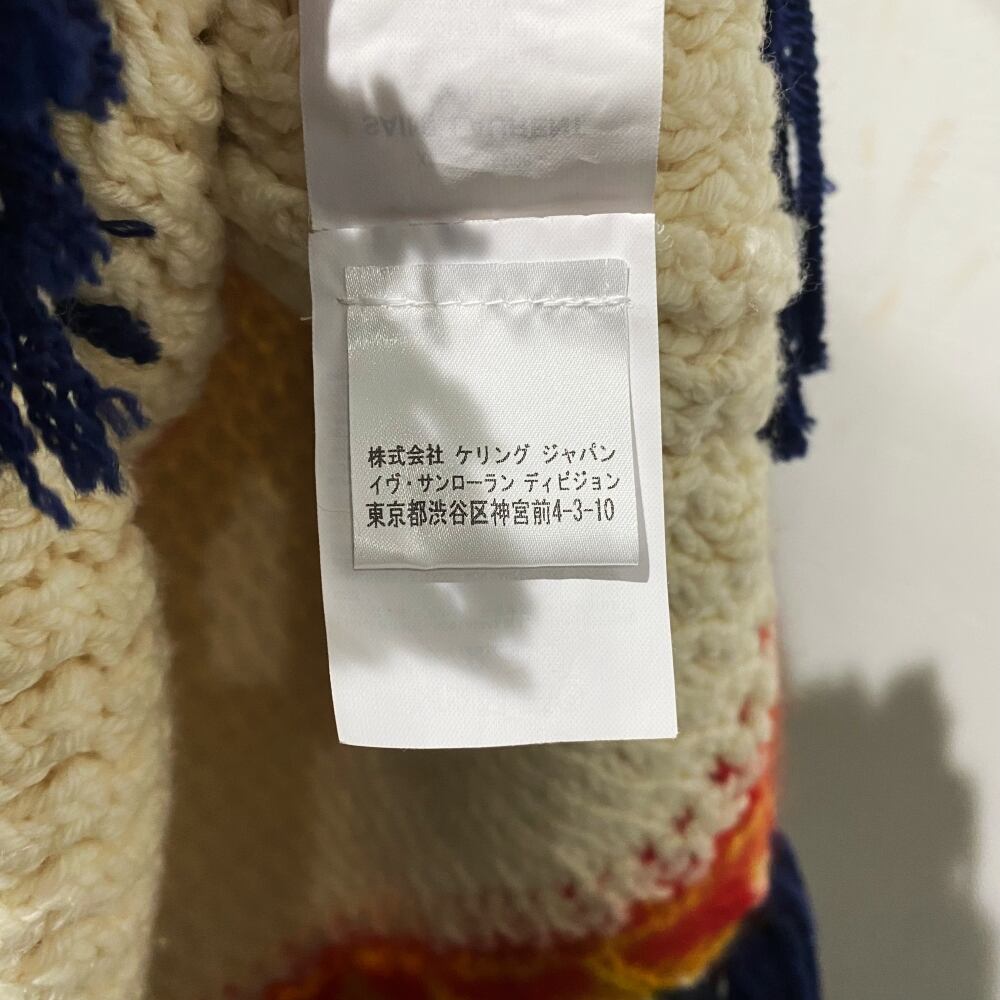 株式会社 ケリング ジャパン
イヴ・サンローラン ディビジョン
東京都渋谷区神宮前4-3-10